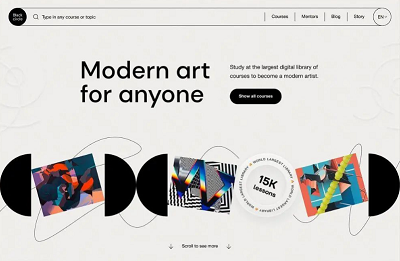 Black circle
Type in any course or topic
Courses
Mentors
Blog
Story
EN
Modern art
for anyone
Study at the largest digital library of
courses to become a modern artist.
Show all courses
WORLD LARGEST LIBRARY
15K
lessons
Scroll to see more